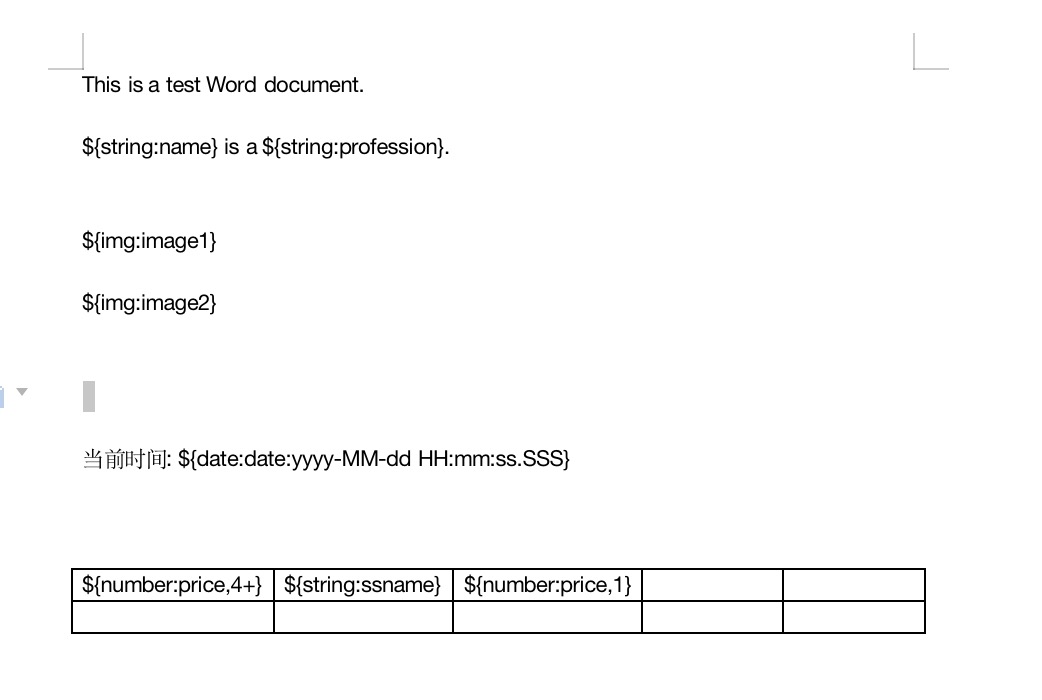 This is a test Word document.
${string:name} is a ${string:profession}.
${img:image1}
${img:image2}
当前时间: ${date:date:yyyy-MM-dd HH:mm:ss.SSS}
${number:price,4+} ${string:ssname} ${number:price,1}